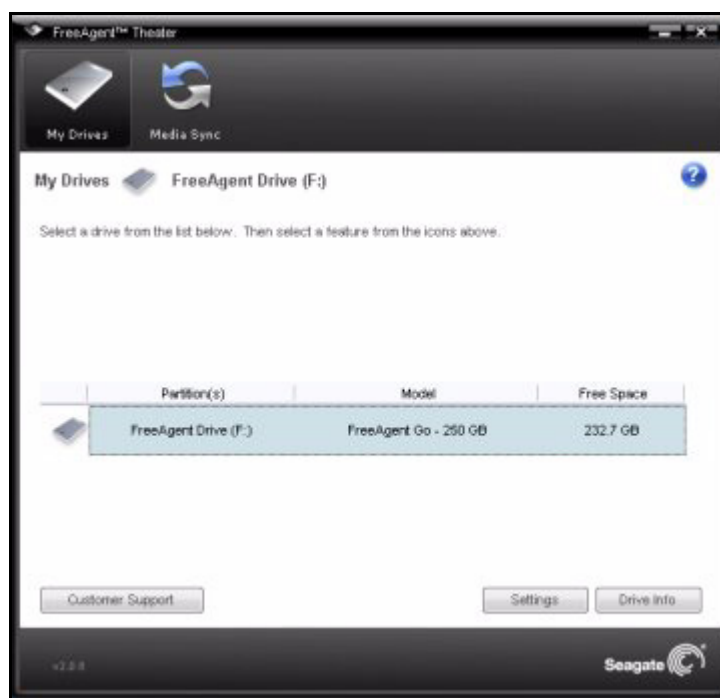 FreeAgent™ Theater
My Drives
Media Sync
My Drives FreeAgent Drive (F:)
?
Select a drive from the list below. Then select a feature from the icons above.
Partition(s) Model Free Space
FreeAgent Drive (F:) FreeAgent Go - 250 GB 232.7 GB
Customer Support Settings Drive Info
Seagate